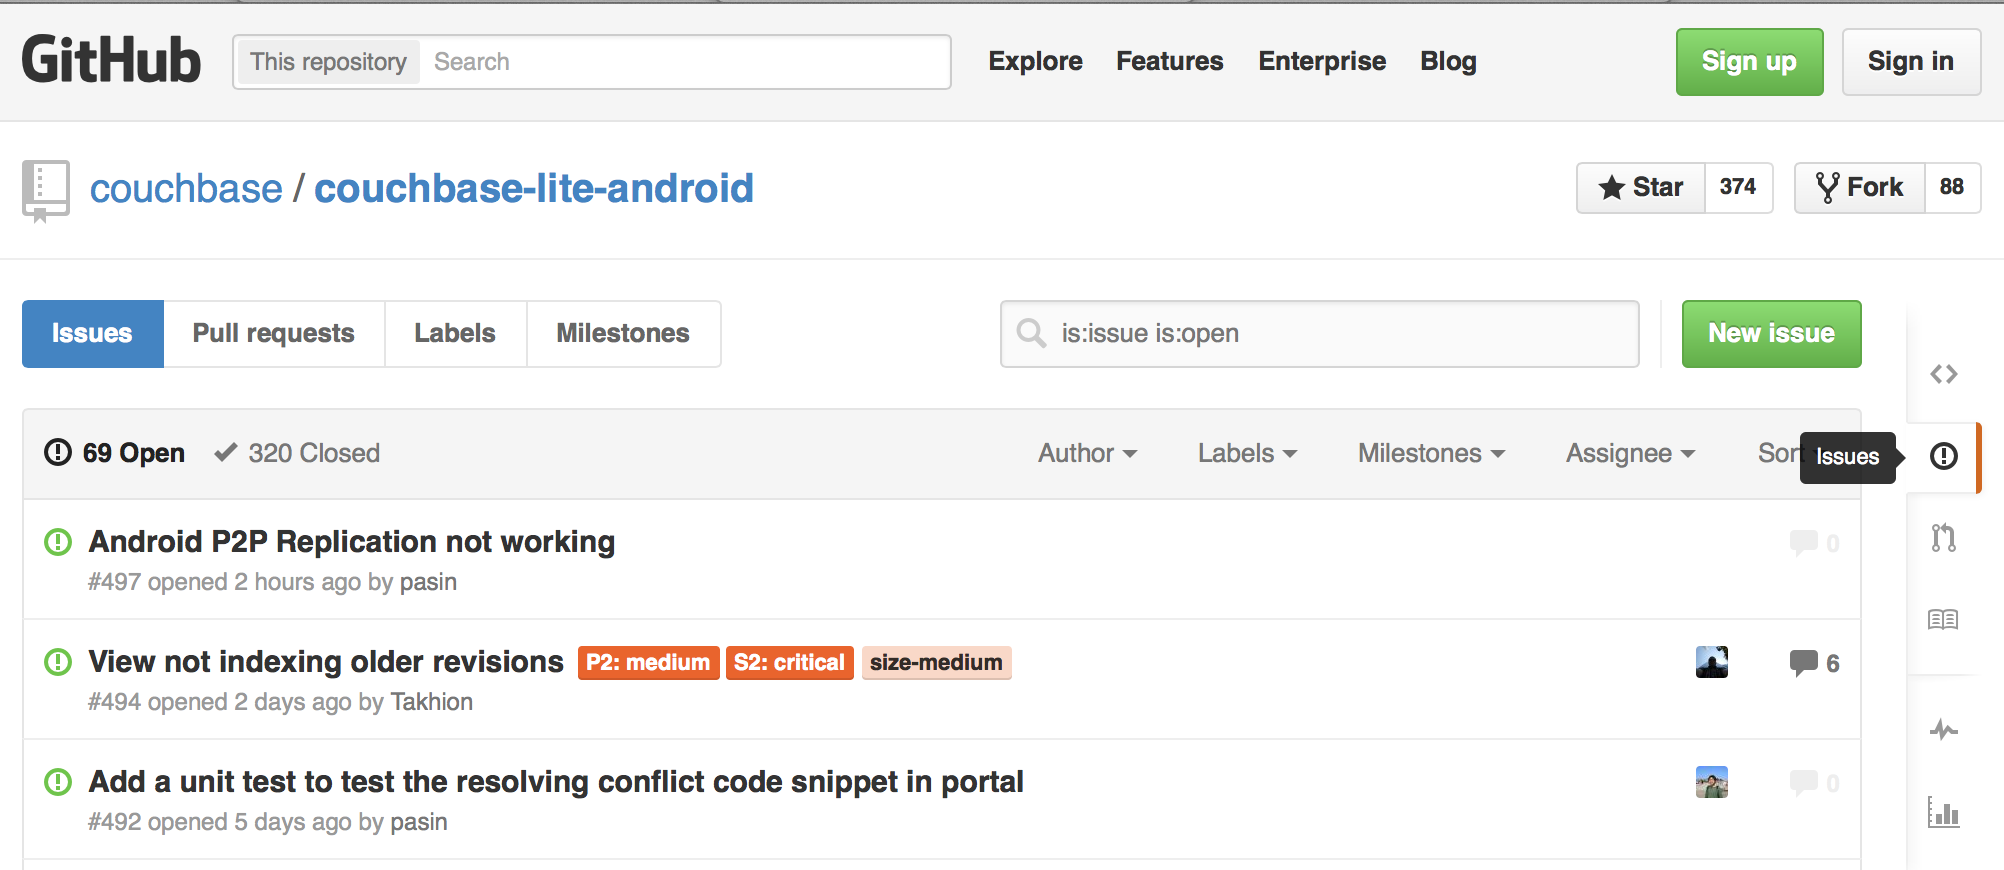 GitHub This repository Search Explore Features Enterprise Blog Sign up Sign in
couchbase / couchbase-lite-android Star 374 Fork 88
Issues Pull requests Labels Milestones is:issue is:open New issue
69 Open 320 Closed Author Labels Milestones Assignee Sort Issues
Android P2P Replication not working 0
#497 opened 2 hours ago by pasin
View not indexing older revisions P2: medium S2: critical size-medium 6
#494 opened 2 days ago by Takhion
Add a unit test to test the resolving conflict code snippet in portal 0
#492 opened 5 days ago by pasin